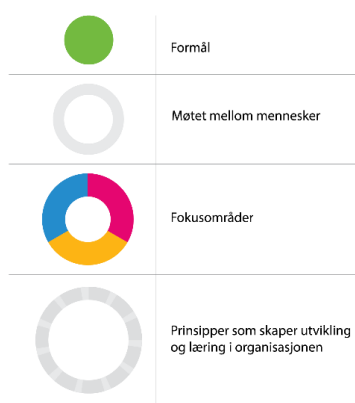 Formål
Møtet mellom mennesker
Fokusområder
Prinsipper som skaper utvikling
og læring i organisasjonen